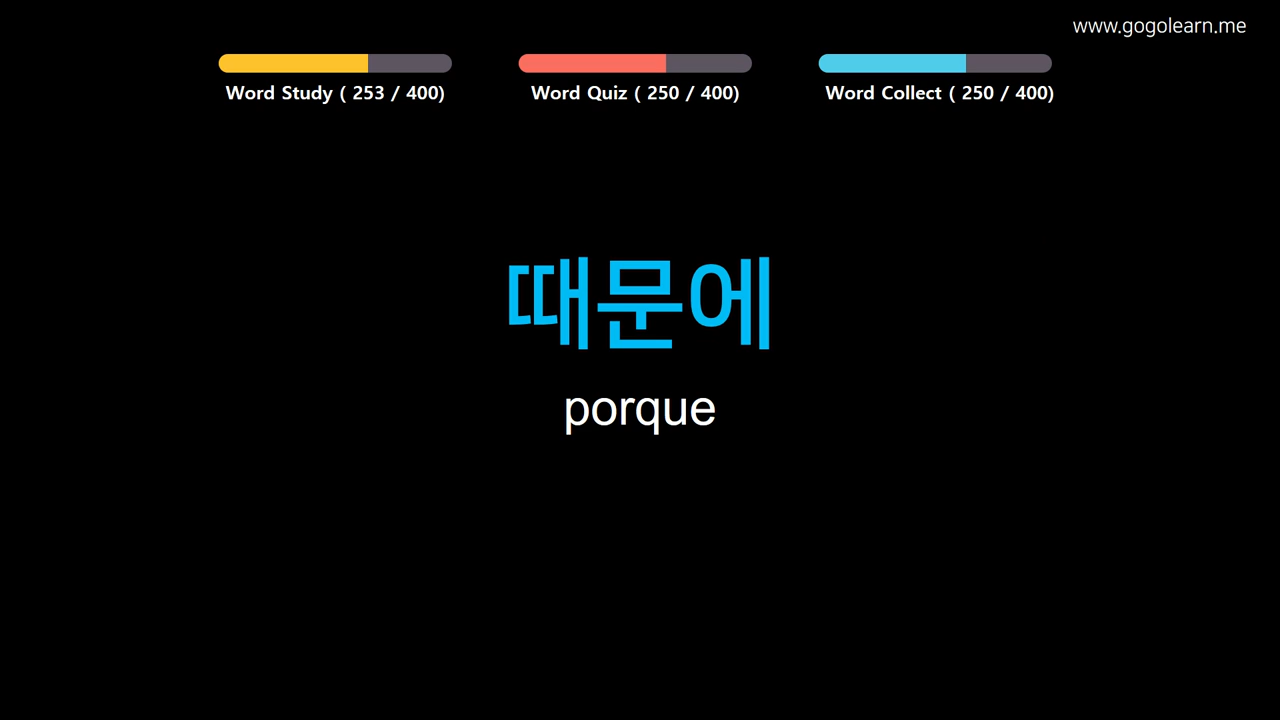 www.gogolearn.me
Word Study ( 253 / 400)
Word Quiz ( 250 / 400)
Word Collect ( 250 / 400)
때문에
porque